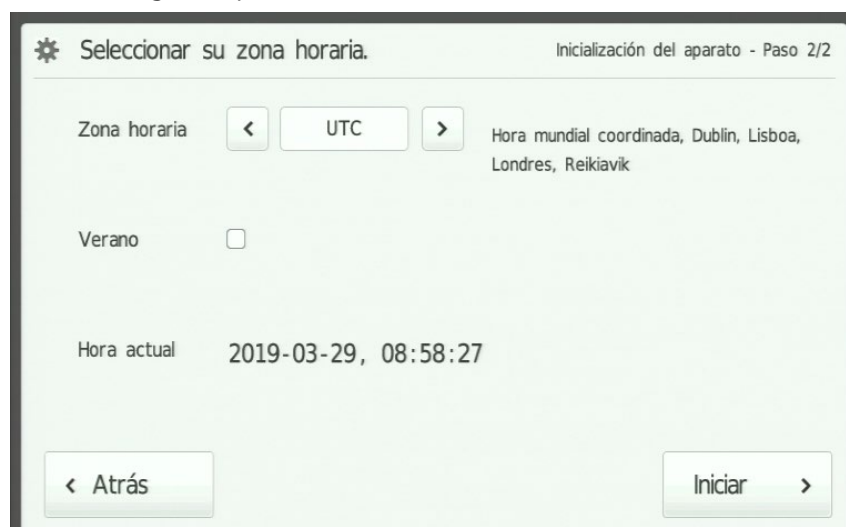 Seleccionar su zona horaria.
Inicialización del aparato - Paso 2/2
Zona horaria
<
UTC
>
Hora mundial coordinada, Dublin, Lisboa,
Londres, Reikiavik
Verano
Hora actual
2019-03-29, 08:58:27
< Atrás
Iniciar >